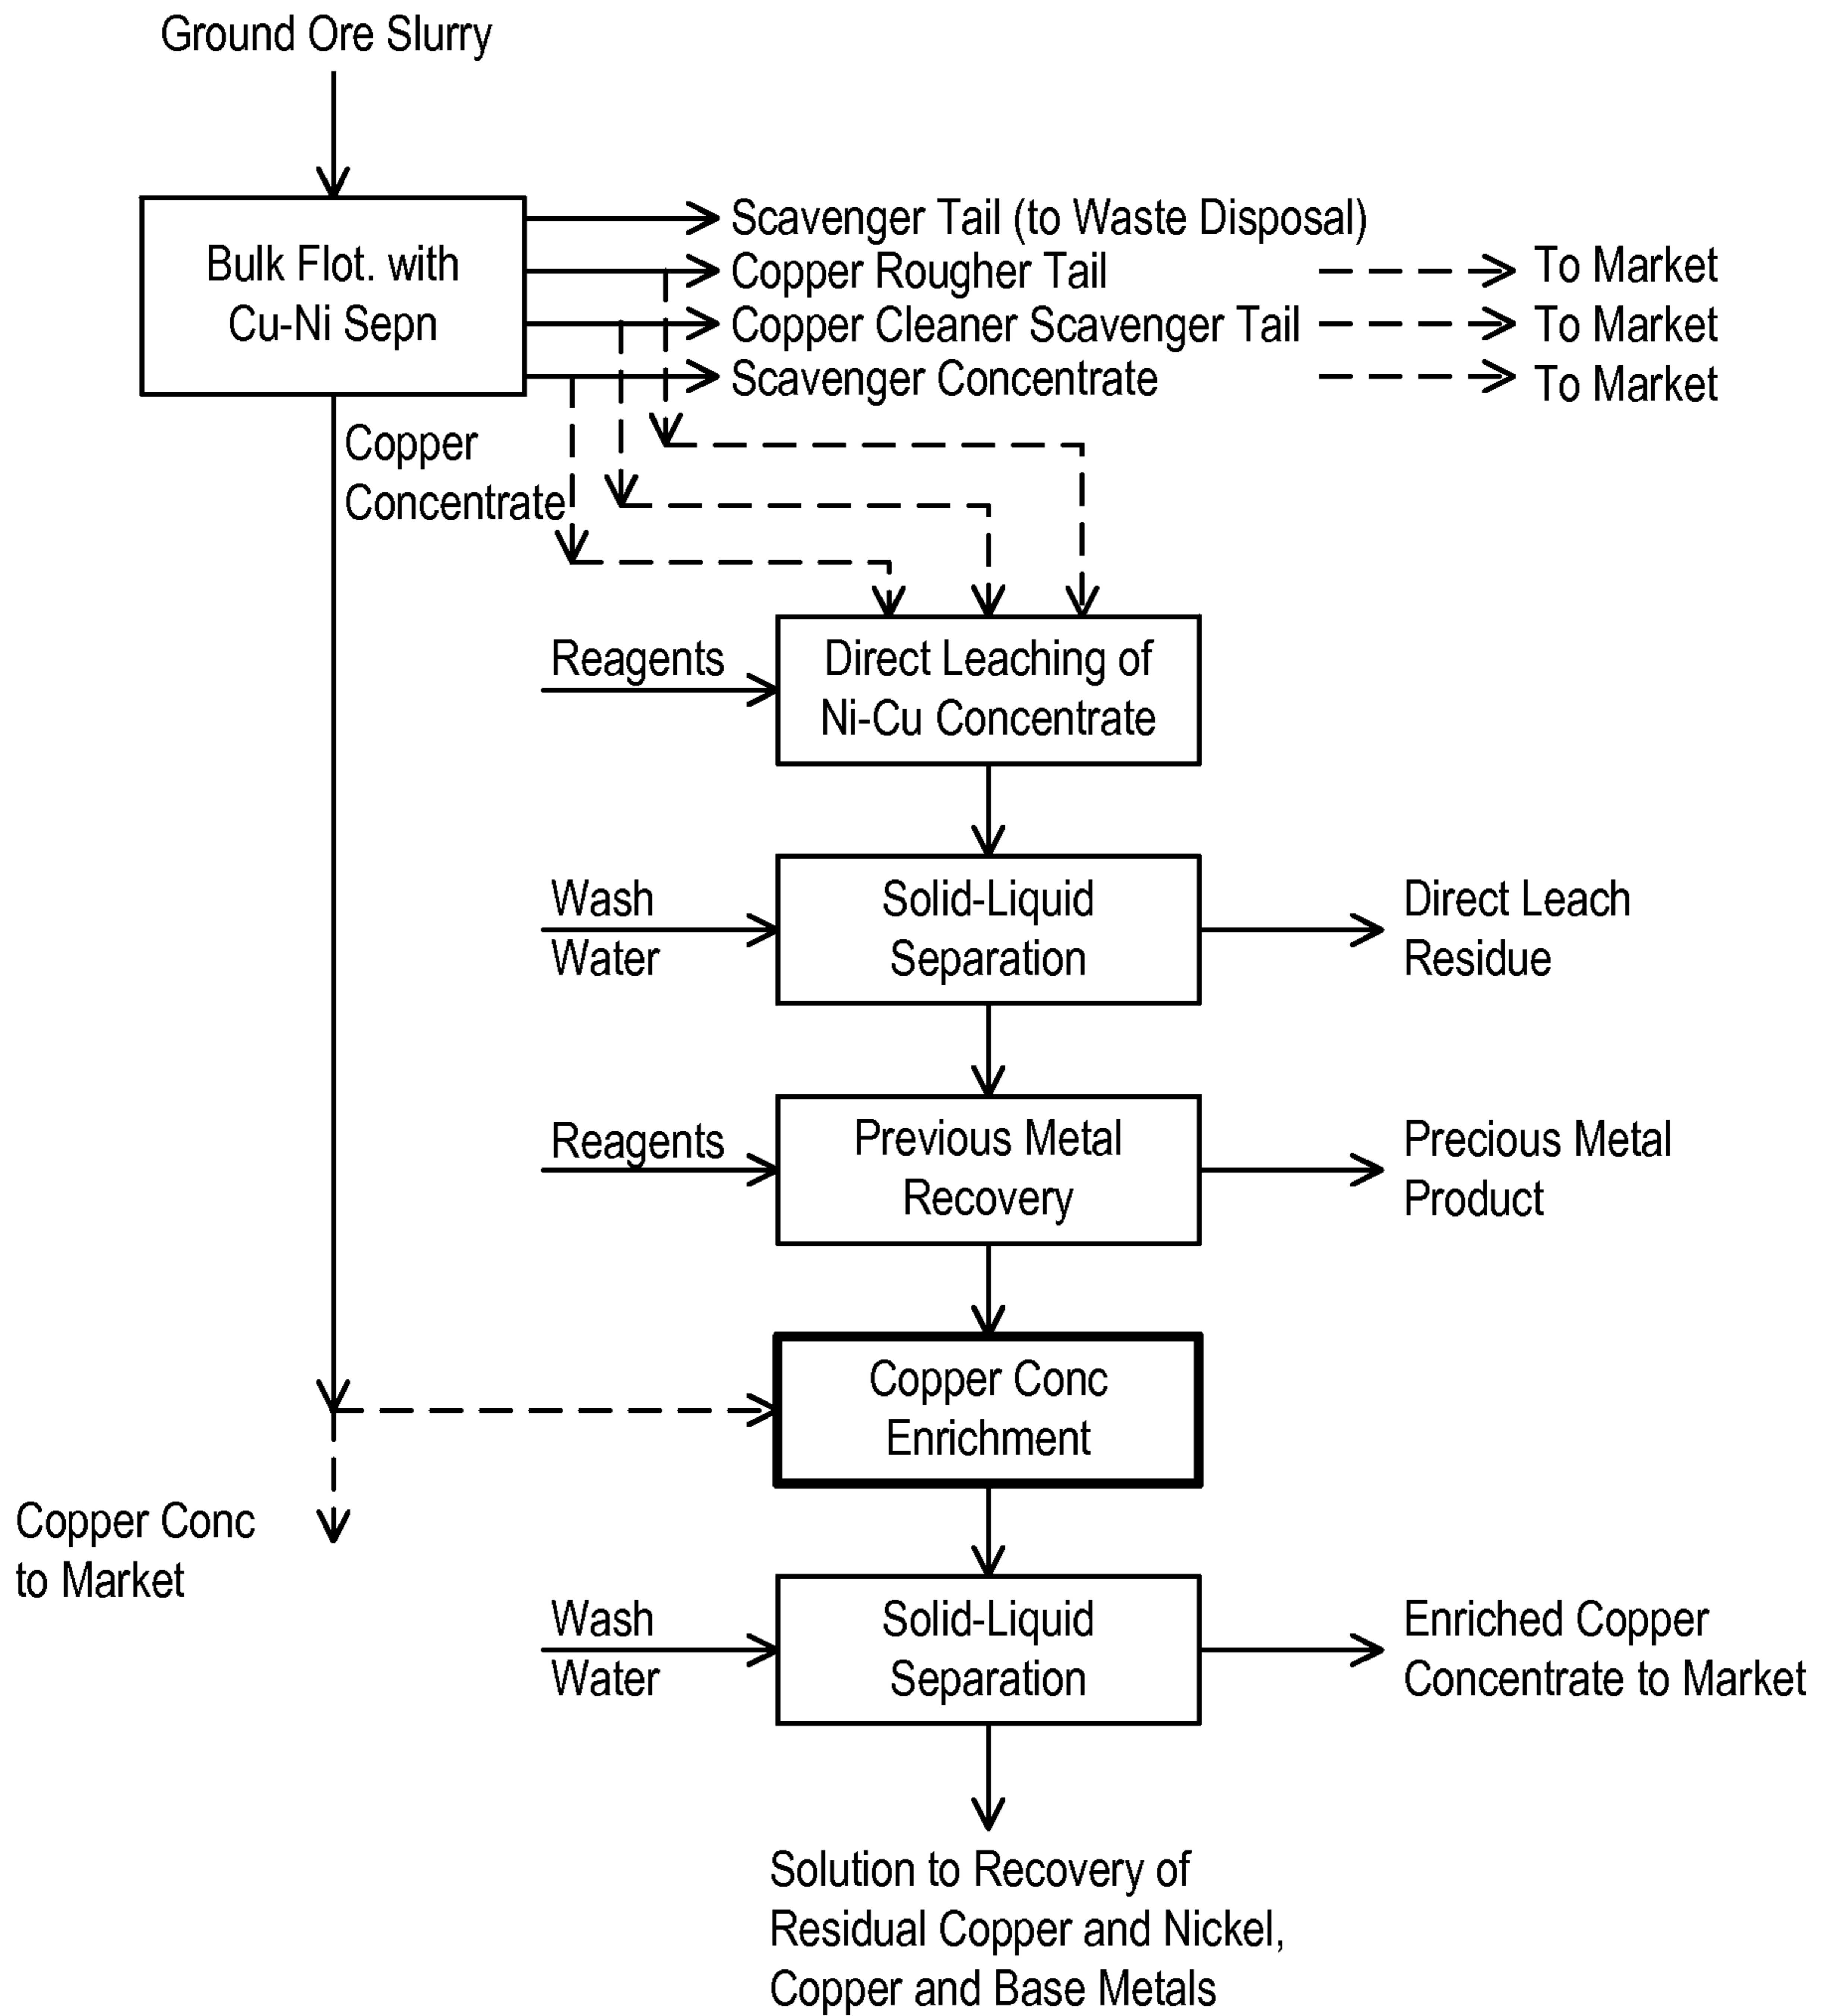 Ground Ore Slurry
Bulk Flot. with
Cu-Ni Sepn
Scavenger Tail (to Waste Disposal)
Copper Rougher Tail
To Market
Copper Cleaner Scavenger Tail
To Market
Scavenger Concentrate
To Market
Copper
Concentrate
Reagents
Direct Leaching of
Ni-Cu Concentrate
Wash
Water
Solid-Liquid
Separation
Direct Leach
Residue
Reagents
Previous Metal
Recovery
Precious Metal
Product
Copper Conc
Enrichment
Copper Conc
to Market
Wash
Water
Solid-Liquid
Separation
Enriched Copper
Concentrate to Market
Solution to Recovery of
Residual Copper and Nickel,
Copper and Base Metals